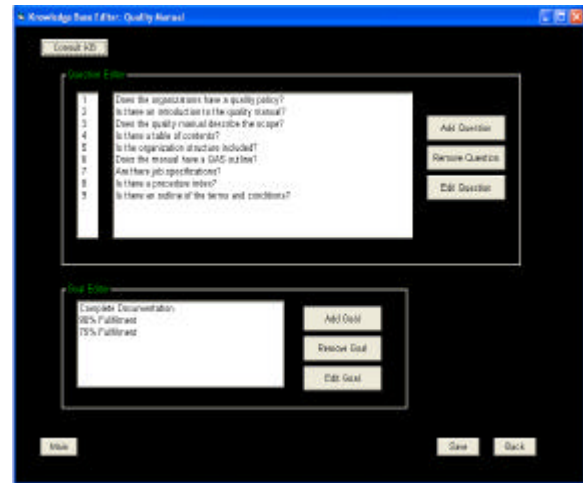 Knowledge Base Editor: Quality Manual
Consult KB
Question Editor
1 Does the organizations have a quality policy?
2 Is there an introduction to the quality manual?
3 Does the quality manual describe the scope?
4 Is there a table of contents?
5 Is the organization structure included?
6 Does the manual have a QAS outline?
7 Are there job specifications?
8 Is there a procedure index?
9 Is there an outline of the terms and conditions?
Add Question
Remove Question
Edit Question
Goal Editor
Complete Documentation
90% Fulfilment
75% Fulfilment
Add Goal
Remove Goal
Edit Goal
Main
Save
Back